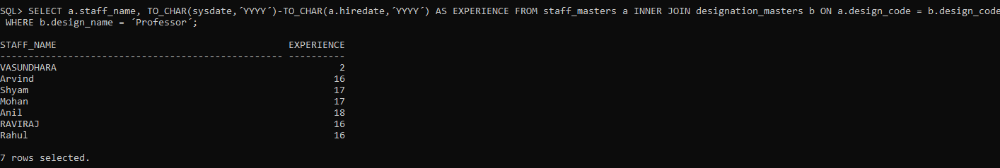 SQL> SELECT a.staff_name, TO_CHAR(sysdate,´YYYY´)-TO_CHAR(a.hiredate,´YYYY´) AS EXPERIENCE FROM staff_masters a INNER JOIN designation_masters b ON a.design_code = b.design_code
 WHERE b.design_name = ´Professor´;
STAFF_NAME                                         EXPERIENCE
-------------------------------------------------- ----------
VASUNDHARA                                                  2
Arvind                                                     16
Shyam                                                      17
Mohan                                                      17
Anil                                                       18
RAVIRAJ                                                    16
Rahul                                                      16
7 rows selected.